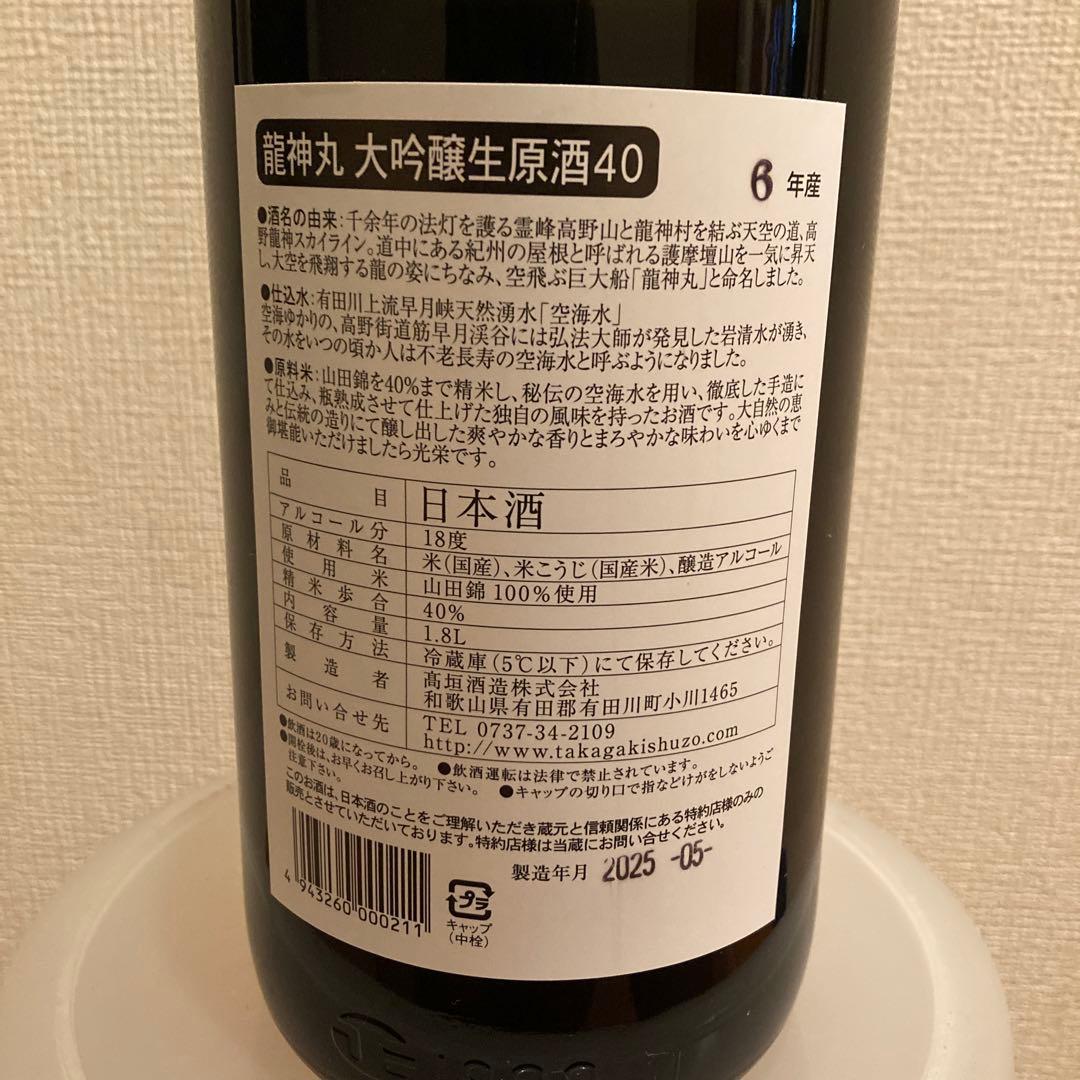 龍神丸 大吟醸生原酒40
6 年産
●酒名の由来:千余年の法灯を護る霊峰高野山と龍神村を結ぶ天空の道、高
野龍神スカイライン。道中にある紀州の屋根と呼ばれる護摩壇山を一気に昇天
し、大空を飛翔する龍の姿にちなみ、空飛ぶ巨大船「龍神丸」と命名しました。
●仕込水:有田川上流早月峡天然湧水「空海水」
空海ゆかりの、高野街道筋早月渓谷には弘法大師が発見した岩清水が湧き、
その水をいつの頃か人は不老長寿の空海水と呼ぶようになりました。
●原料米:山田錦を40%まで精米し、秘伝の空海水を用い、徹底した手造に
て仕込み、瓶熟成させて仕上げた独自の風味を持ったお酒です。大自然の恵
みと伝統の造りにて醸し出した爽やかな香りとまろやかな味わいを心ゆくまで
御堪能いただけましたら光栄です。
品目 日本酒
アルコール分 18度
原材料名 米(国産)、米こうじ(国産米)、醸造アルコール
使用米 山田錦 100%使用
精米歩合 40%
内容量 1.8L
保存方法 冷蔵庫(5℃以下)にて保存してください。
製造者 髙垣酒造株式会社
和歌山県有田郡有田川町小川1465
お問い合せ先 TEL 0737-34-2109
http://www.takagakishuzo.com
●飲酒は20歳になってから。 ●飲酒運転は法律で禁止されています。
●開栓後は、お早くお召し上がり下さい。 ●キャップの切り口で指などけがをしないようご
注意下さい。
このお酒は、日本酒のことをご理解いただき蔵元と信頼関係にある特約店様のみの
販売とさせていただいております。特約店様は当蔵にお問い合せください。
製造年月 2025-05-
4 943260 000211
プラ
キャップ
(中栓)